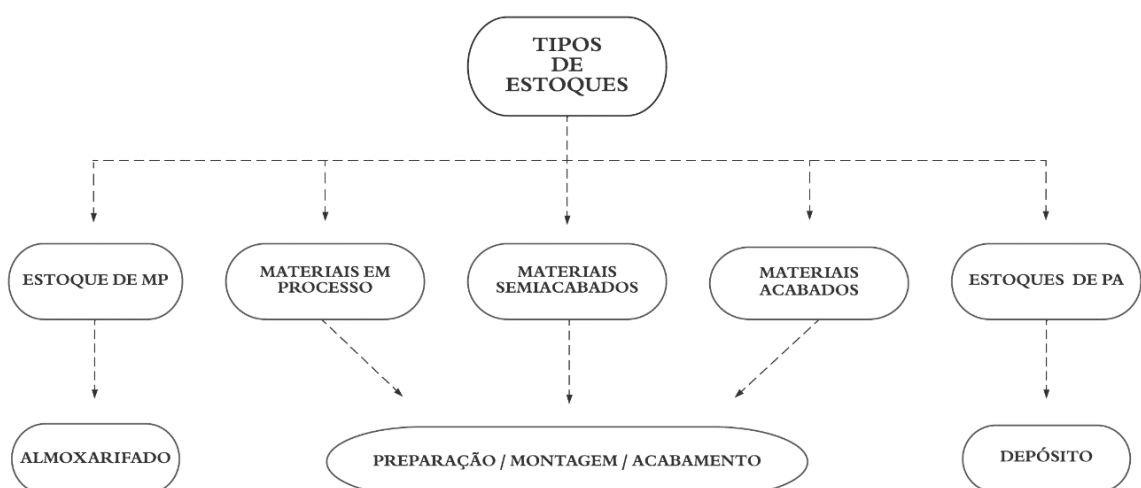 TIPOS
DE
ESTOQUES
ESTOQUE DE MP
MATERIAIS EM
PROCESSO
MATERIAIS
SEMIACABADOS
MATERIAIS
ACABADOS
ESTOQUES DE PA
ALMOXARIFADO
PREPARAÇÃO / MONTAGEM / ACABAMENTO
DEPÓSITO